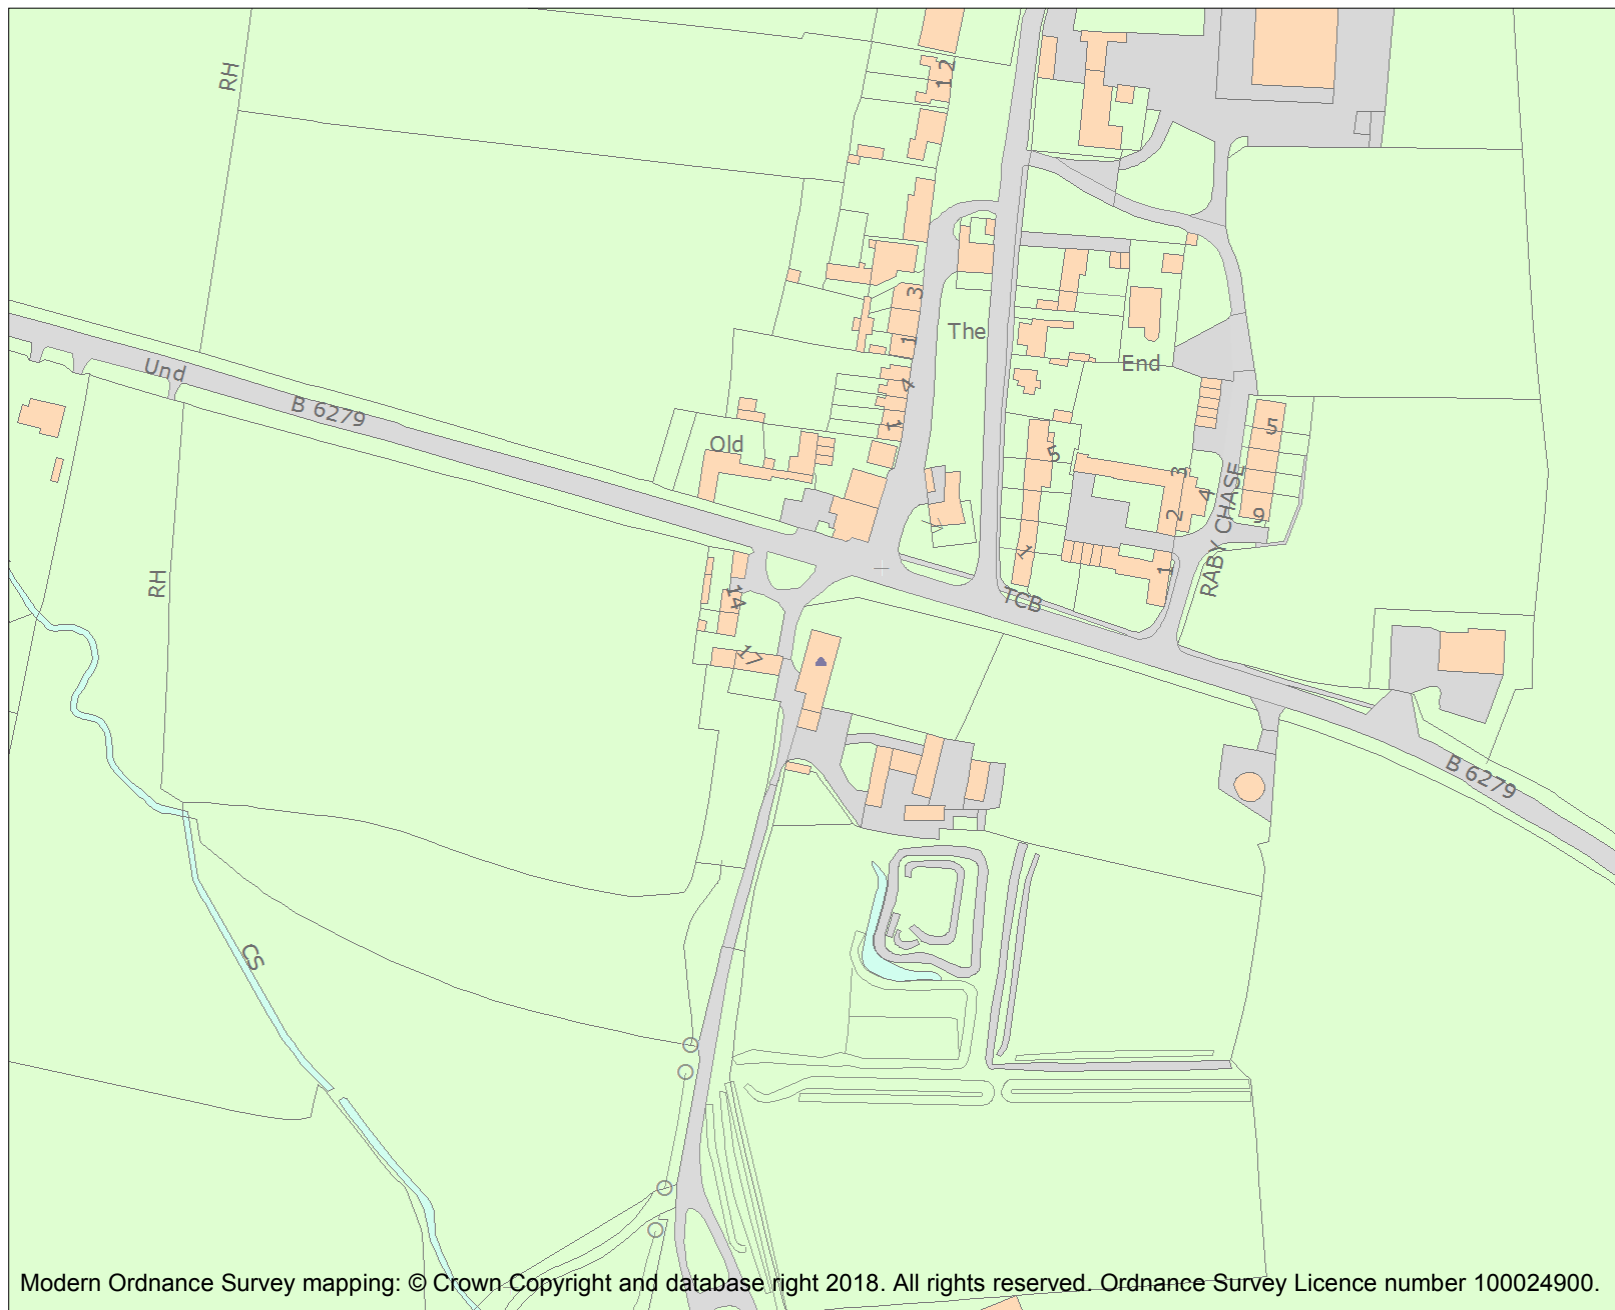 RH
12
3
The
1
End
Und
4
B 6279
1
Old
5
5
3
4
2
RABY CHASE
9
1
1
RH
14
TCB
17
B 6279
CS
Modern Ordnance Survey mapping: © Crown Copyright and database right 2018. All rights reserved. Ordnance Survey Licence number 100024900.